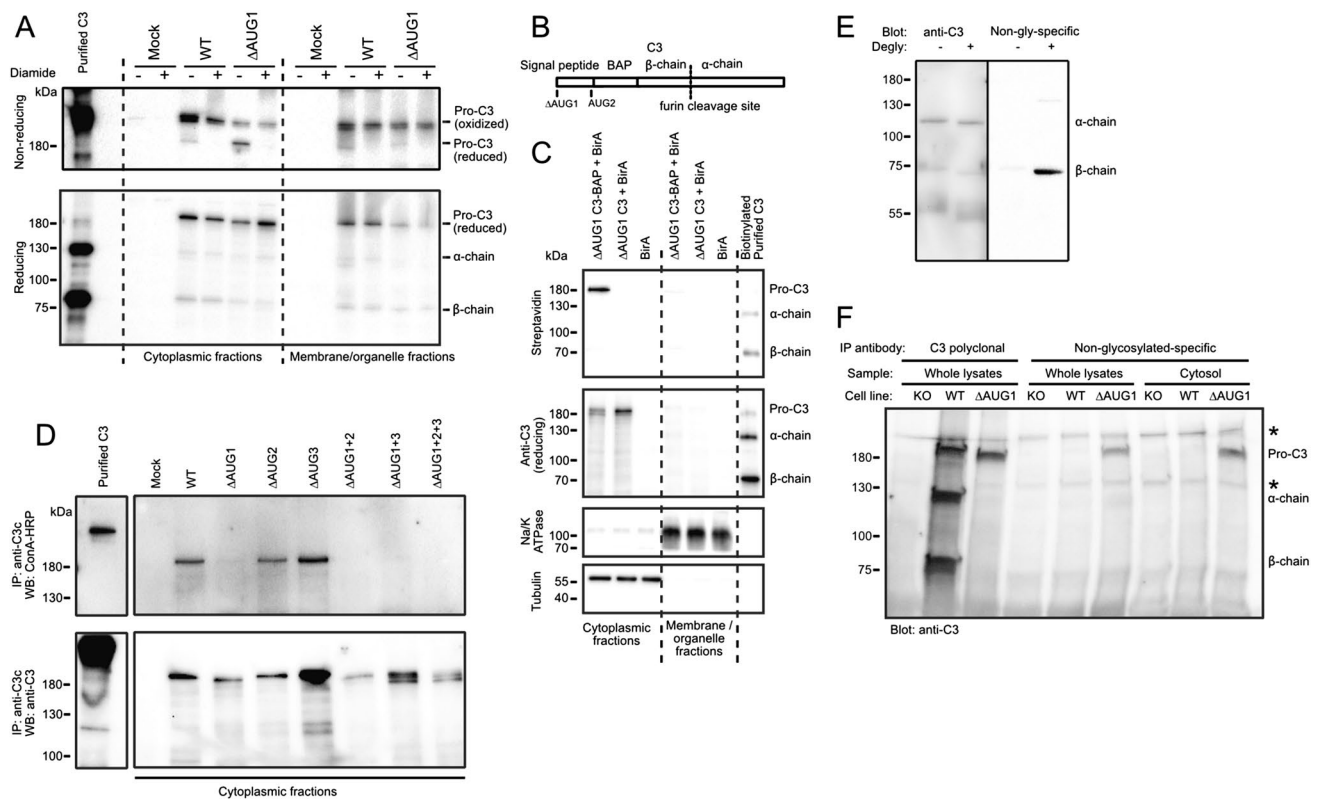 A
Purified C3
Mock
WT
ΔAUG1
Mock
WT
ΔAUG1
Diamide
- + - + - + - + - + - +
kDa
Non-reducing
180
Pro-C3
(oxidized)
Pro-C3
(reduced)
Reducing
180
130
100
75
Pro-C3
(reduced)
α-chain
β-chain
Cytoplasmic fractions
Membrane/organelle fractions
B
C3
Signal peptide BAP β-chain α-chain
ΔAUG1 AUG2 furin cleavage site
C
ΔAUG1 C3-BAP + BirA
ΔAUG1 C3 + BirA
BirA
ΔAUG1 C3-BAP + BirA
ΔAUG1 C3 + BirA
BirA
Biotinylated
Purified C3
kDa
Streptavidin
180
130
100
70
Pro-C3
α-chain
β-chain
Anti-C3
(reducing)
180
130
100
70
Pro-C3
α-chain
β-chain
Na/K
ATPase
100
70
Tubulin
55
40
Cytoplasmic
fractions
Membrane /
organelle
fractions
D
Purified C3
Mock
WT
ΔAUG1
ΔAUG2
ΔAUG3
ΔAUG1+2
ΔAUG1+3
ΔAUG1+2+3
kDa
IP: anti-C3c
WB: ConA-HRP
180
130
IP: anti-C3c
WB: anti-C3
180
130
100
Cytoplasmic fractions
E
Blot: anti-C3 Non-gly-specific
Degly: - + - +
180
130
100
75
55
α-chain
β-chain
F
IP antibody: C3 polyclonal Non-glycosylated-specific
Sample: Whole lysates Whole lysates Cytosol
Cell line: KO WT ΔAUG1 KO WT ΔAUG1 KO WT ΔAUG1
180
130
100
75
*
Pro-C3
*
α-chain
β-chain
Blot: anti-C3